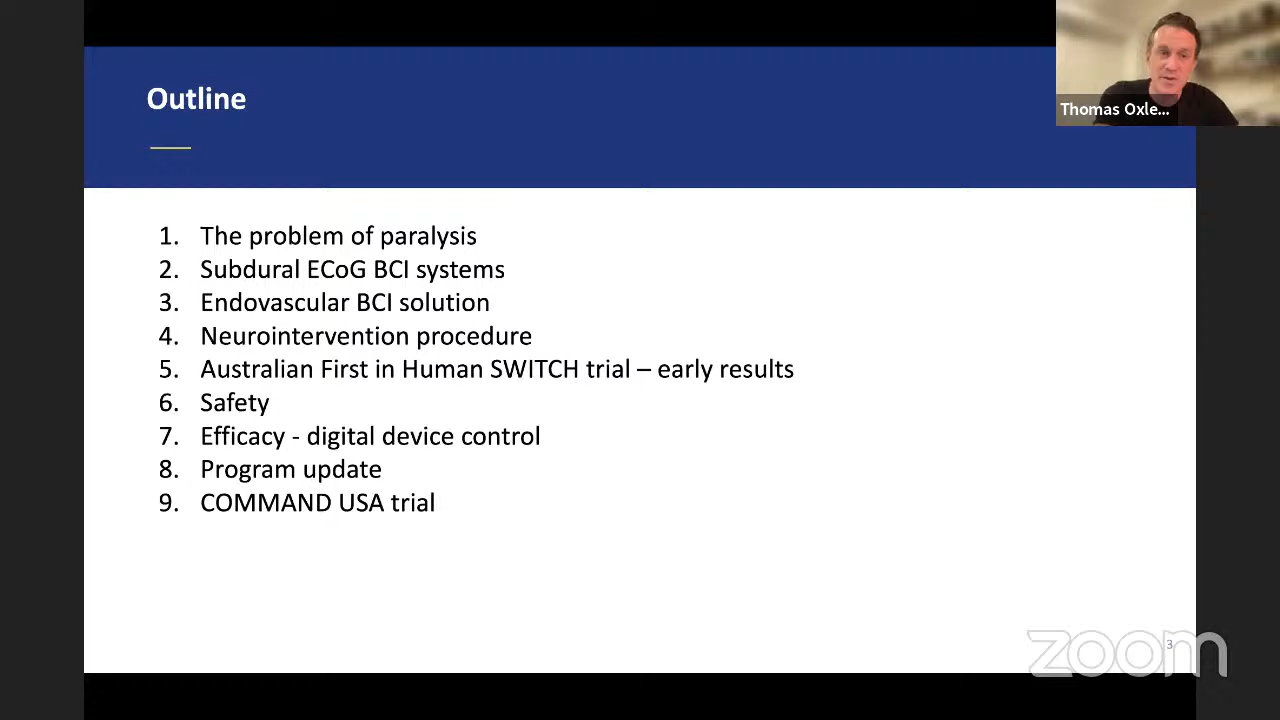 Outline
Thomas Oxle...
1. The problem of paralysis
2. Subdural ECoG BCI systems
3. Endovascular BCI solution
4. Neurointervention procedure
5. Australian First in Human SWITCH trial – early results
6. Safety
7. Efficacy - digital device control
8. Program update
9. COMMAND USA trial
3
zoom